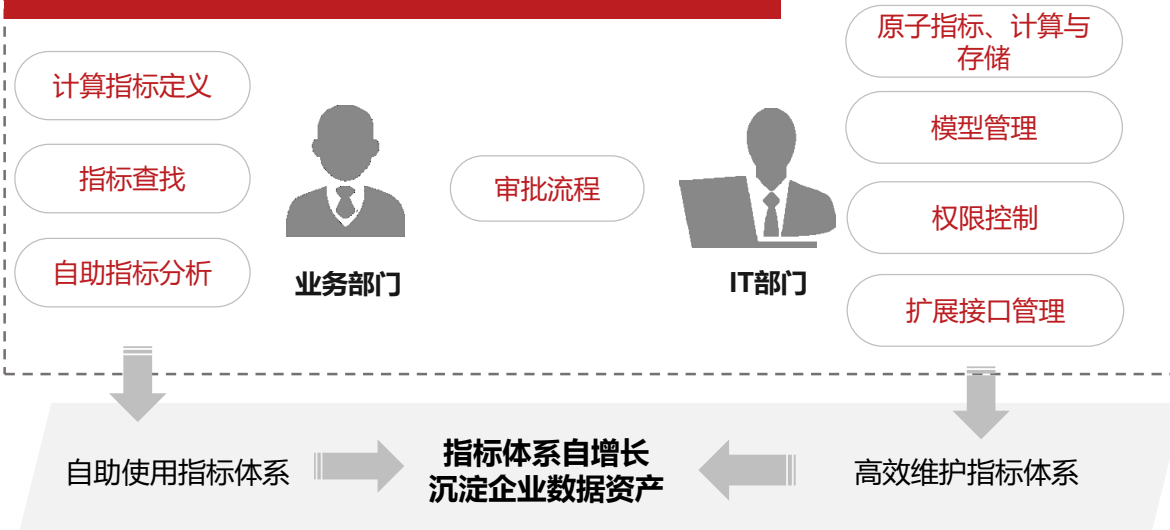 计算指标定义
指标查找
自助指标分析
业务部门
审批流程
IT部门
原子指标、计算与
存储
模型管理
权限控制
扩展接口管理
自助使用指标体系
指标体系自增长
沉淀企业数据资产
高效维护指标体系